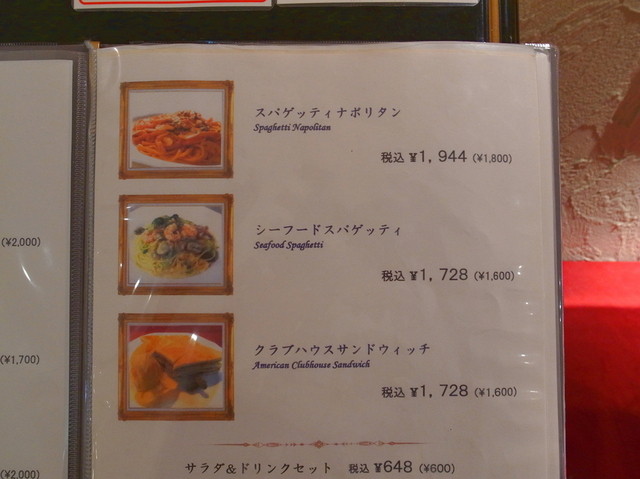 スパゲッティナポリタン
Spaghetti Napolitan
税込 ¥1,944 (¥1,800)
シーフードスパゲッティ
Seafood Spaghetti
税込 ¥1,728 (¥1,600)
クラブハウスサンドウィッチ
American Clubhouse Sandwich
税込 ¥1,728 (¥1,600)
サラダ&ドリンクセット 税込 ¥648 (¥600)
(¥2,000)
(¥1,700)
(¥2,000)